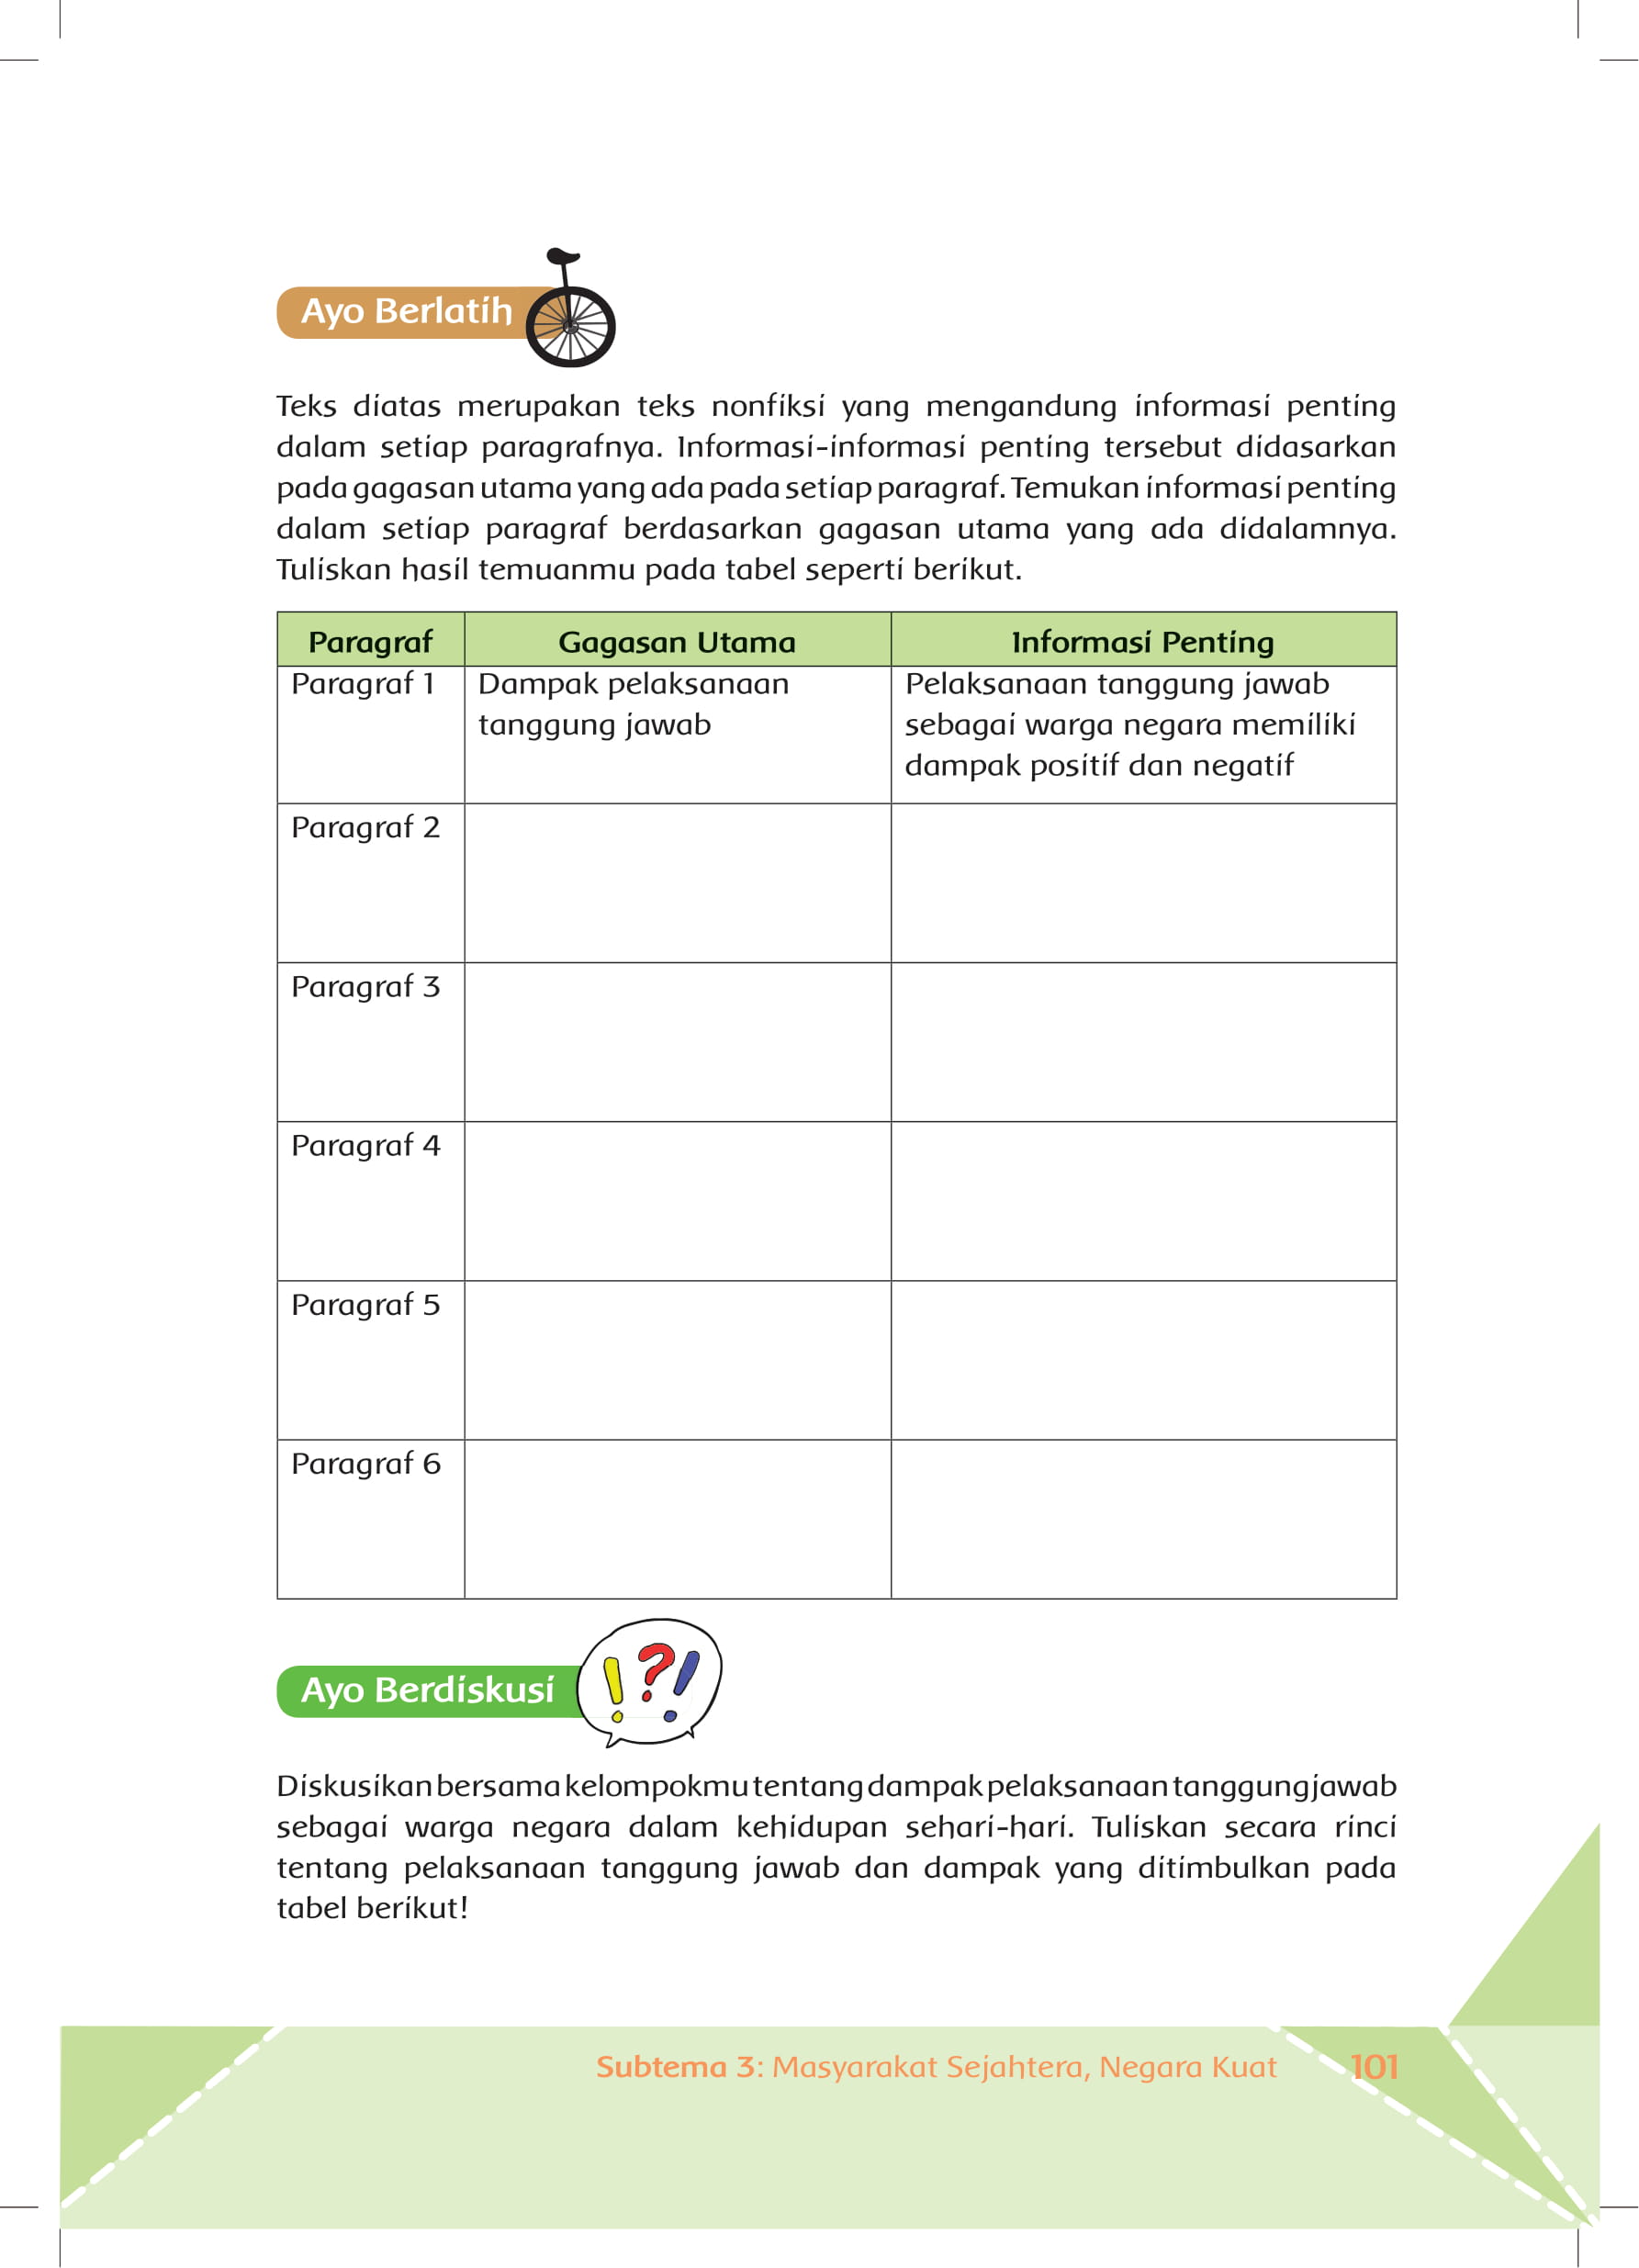 Ayo Berlatih
Teks diatas merupakan teks nonfiksi yang mengandung informasi penting
dalam setiap paragrafnya. Informasi-informasi penting tersebut didasarkan
pada gagasan utama yang ada pada setiap paragraf. Temukan informasi penting
dalam setiap paragraf berdasarkan gagasan utama yang ada didalamnya.
Tuliskan hasil temuanmu pada tabel seperti berikut.
Paragraf Gagasan Utama Informasi Penting
Paragraf 1 Dampak pelaksanaan Pelaksanaan tanggung jawab
tanggung jawab sebagai warga negara memiliki
dampak positif dan negatif
Paragraf 2
Paragraf 3
Paragraf 4
Paragraf 5
Paragraf 6
Ayo Berdiskusi
!?!
Diskusikan bersama kelompokmu tentang dampak pelaksanaan tanggung jawab
sebagai warga negara dalam kehidupan sehari-hari. Tuliskan secara rinci
tentang pelaksanaan tanggung jawab dan dampak yang ditimbulkan pada
tabel berikut!
Subtema 3: Masyarakat Sejahtera, Negara Kuat 101